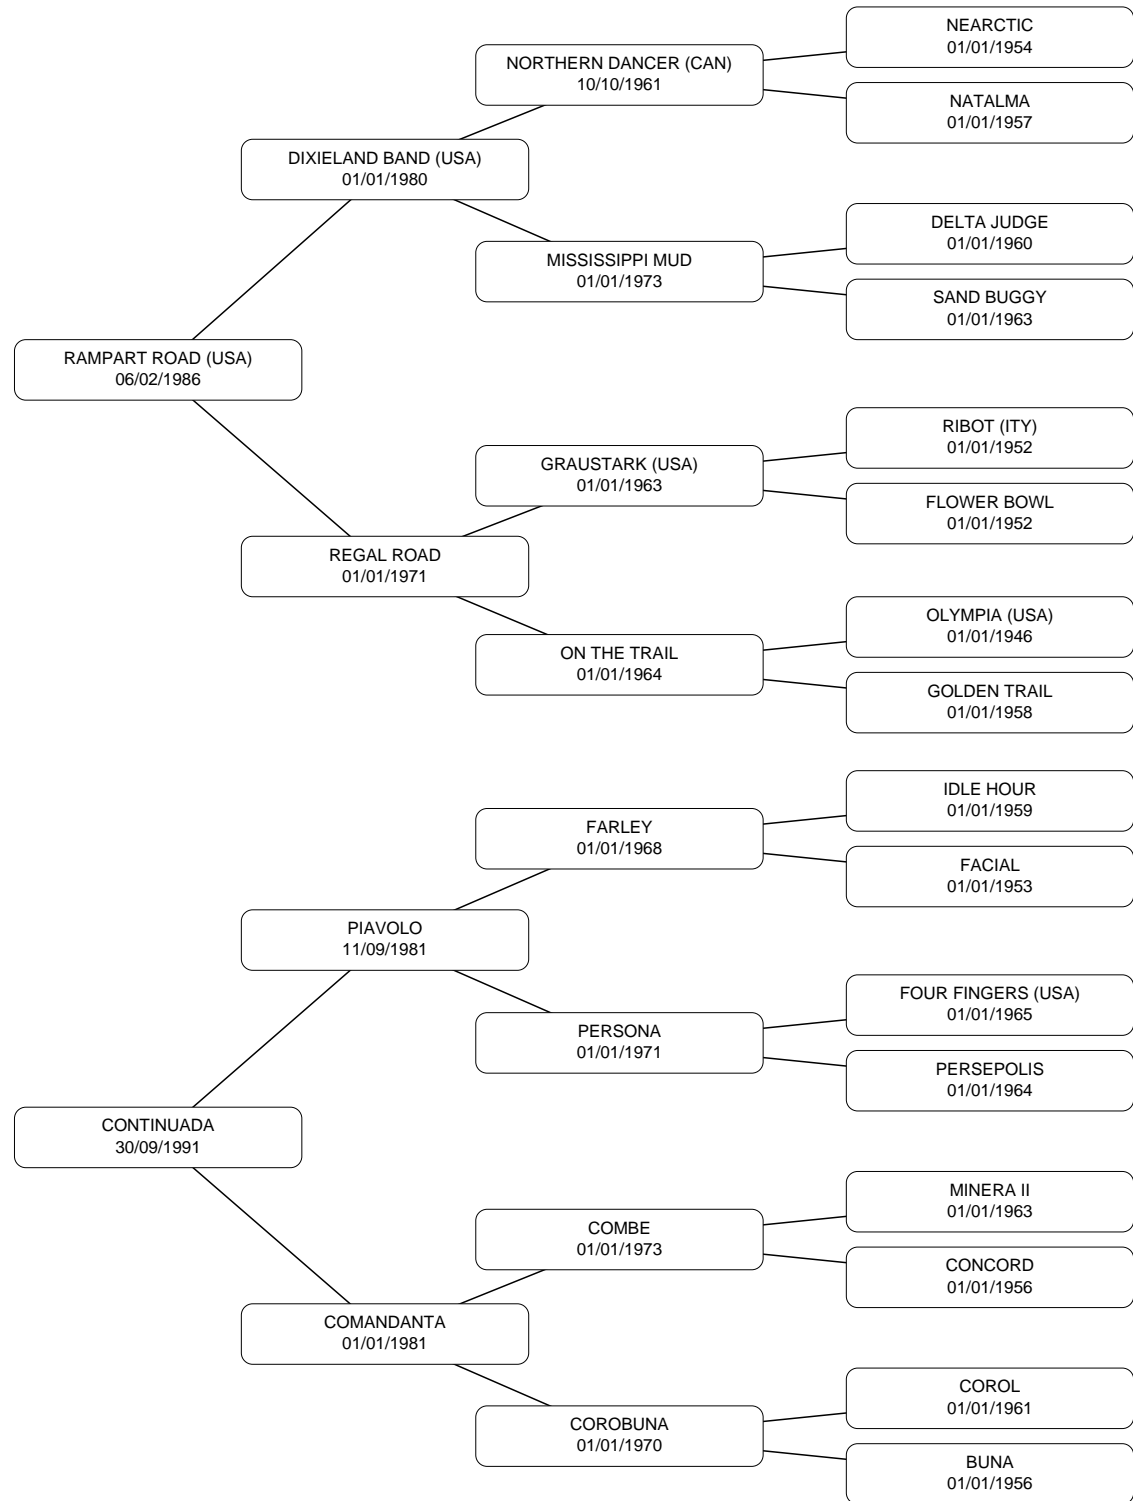 NEARCTIC
01/01/1954
NORTHERN DANCER (CAN)
10/10/1961
NATALMA
01/01/1957
DIXIELAND BAND (USA)
01/01/1980
DELTA JUDGE
01/01/1960
MISSISSIPPI MUD
01/01/1973
SAND BUGGY
01/01/1963
RAMPART ROAD (USA)
06/02/1986
RIBOT (ITY)
01/01/1952
GRAUSTARK (USA)
01/01/1963
FLOWER BOWL
01/01/1952
REGAL ROAD
01/01/1971
OLYMPIA (USA)
01/01/1946
ON THE TRAIL
01/01/1964
GOLDEN TRAIL
01/01/1958
IDLE HOUR
01/01/1959
FARLEY
01/01/1968
FACIAL
01/01/1953
PIAVOLO
11/09/1981
FOUR FINGERS (USA)
01/01/1965
PERSONA
01/01/1971
PERSEPOLIS
01/01/1964
CONTINUADA
30/09/1991
MINERA II
01/01/1963
COMBE
01/01/1973
CONCORD
01/01/1956
COMANDANTA
01/01/1981
COROL
01/01/1961
COROBUNA
01/01/1970
BUNA
01/01/1956